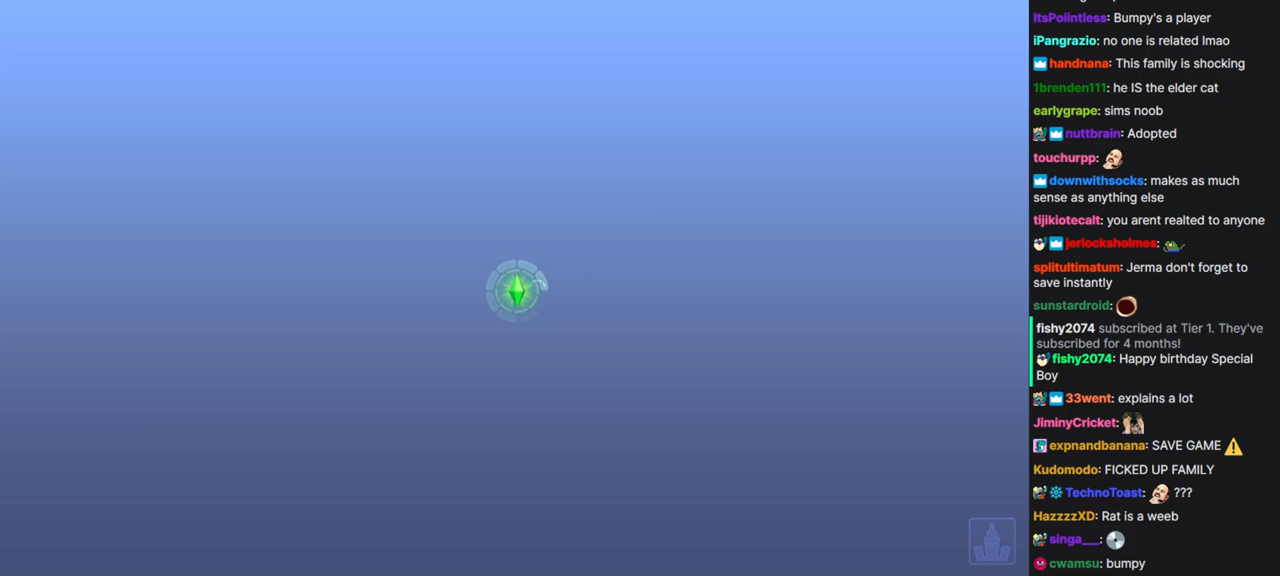 ItsPoiintless: Bumpy's a player
iPangrazio: no one is related lmao
handnana: This family is shocking
1brenden111: he IS the elder cat
earlygrape: sims noob
nuttbrain: Adopted
touchurpp:
downwithsocks: makes as much
sense as anything else
tijikiotecalt: you arent realted to anyone
jerlocksholmes:
splitultimatum: Jerma don't forget to
save instantly
sunstardroid:
fishy2074 subscribed at Tier 1. They've
subscribed for 4 months!
fishy2074: Happy birthday Special
Boy
33went: explains a lot
JiminyCricket:
expnandbanana: SAVE GAME
Kudomodo: FICKED UP FAMILY
TechnoToast: ???
HazzzzXD: Rat is a weeb
singa__:
cwamsu: bumpy